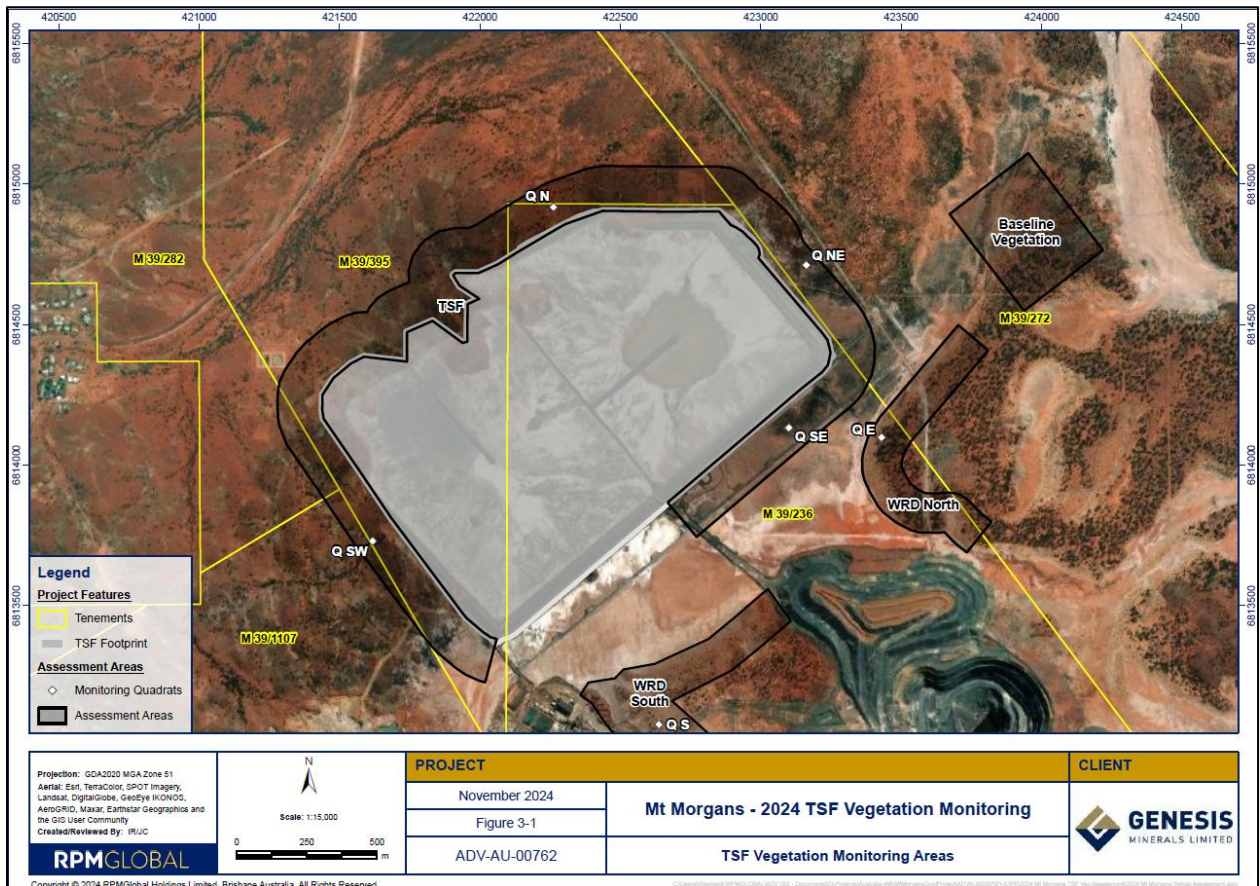 420500 421000 421500 422000 422500 423000 423500 424000 424500
6815500
6815000
6814500
6814000
6813500
6815500
6815000
6814500
6814000
6813500
Q N
Baseline
Vegetation
Q NE
M 39/282
M 39/395
TSF
M 39/272
Q SE
Q E
WRD North
M 39/236
Q SW
M 39/1107
WRD
South
Q S
Legend
Project Features
Tenements
TSF Footprint
Assessment Areas
Monitoring Quadrats
Assessment Areas
Projection: GDA2020 MGA Zone 51
Aerial: Esri, TerraColor, SPOT Imagery,
Landsat, DigitalGlobe, GeoEye IKONOS,
AeroGRID, Maxar, Earthstar Geographics and
the GIS User Community
Created/Reviewed By: IR/JC
RPMGLOBAL
N
Scale: 1:15,000
0 250 500
m
PROJECT
November 2024
Figure 3-1
ADV-AU-00762
Mt Morgans - 2024 TSF Vegetation Monitoring
TSF Vegetation Monitoring Areas
CLIENT
GENESIS
MINERALS LIMITED
Copyright © 2024 RPMGlobal Holdings Limited, Brisbane Australia. All Rights Reserved